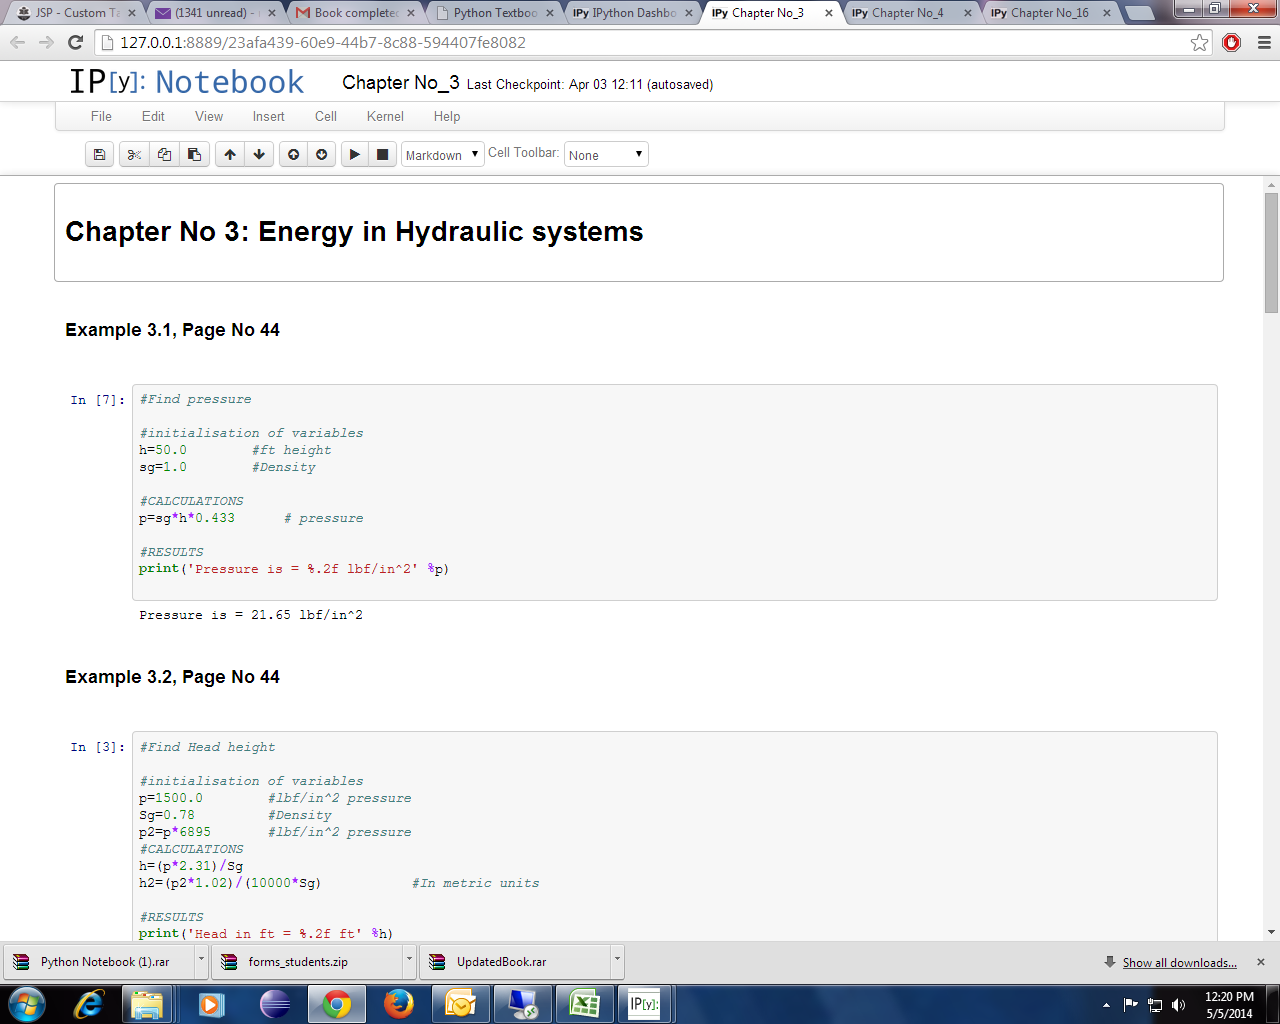 JSP - Custom Ta
(1341 unread) -
Book complete
Python Textboo
IPy IPython Dashbo
IPy Chapter No_3
IPy Chapter No_4
IPy Chapter No_16
127.0.0.1:8889/23afa439-60e9-44b7-8c88-594407fe8082
IP[y]: Notebook Chapter No_3 Last Checkpoint: Apr 03 12:11 (autosaved)
File Edit View Insert Cell Kernel Help
Markdown Cell Toolbar: None
Chapter No 3: Energy in Hydraulic systems
Example 3.1, Page No 44
In [7]:
#Find pressure
#initialisation of variables
h=50.0 #ft height
sg=1.0 #Density
#CALCULATIONS
p=sg*h*0.433 # pressure
#RESULTS
print('Pressure is = %.2f lbf/in^2' %p)
Pressure is = 21.65 lbf/in^2
Example 3.2, Page No 44
In [3]:
#Find Head height
#initialisation of variables
p=1500.0 #lbf/in^2 pressure
Sg=0.78 #Density
p2=p*6895 #lbf/in^2 pressure
#CALCULATIONS
h=(p*2.31)/Sg
h2=(p2*1.02)/(10000*Sg) #In metric units
#RESULTS
print('Head in ft = %.2f ft' %h)
Python Notebook (1).rar
forms_students.zip
UpdatedBook.rar
Show all downloads...
IP[y]:
12:20 PM
5/5/2014